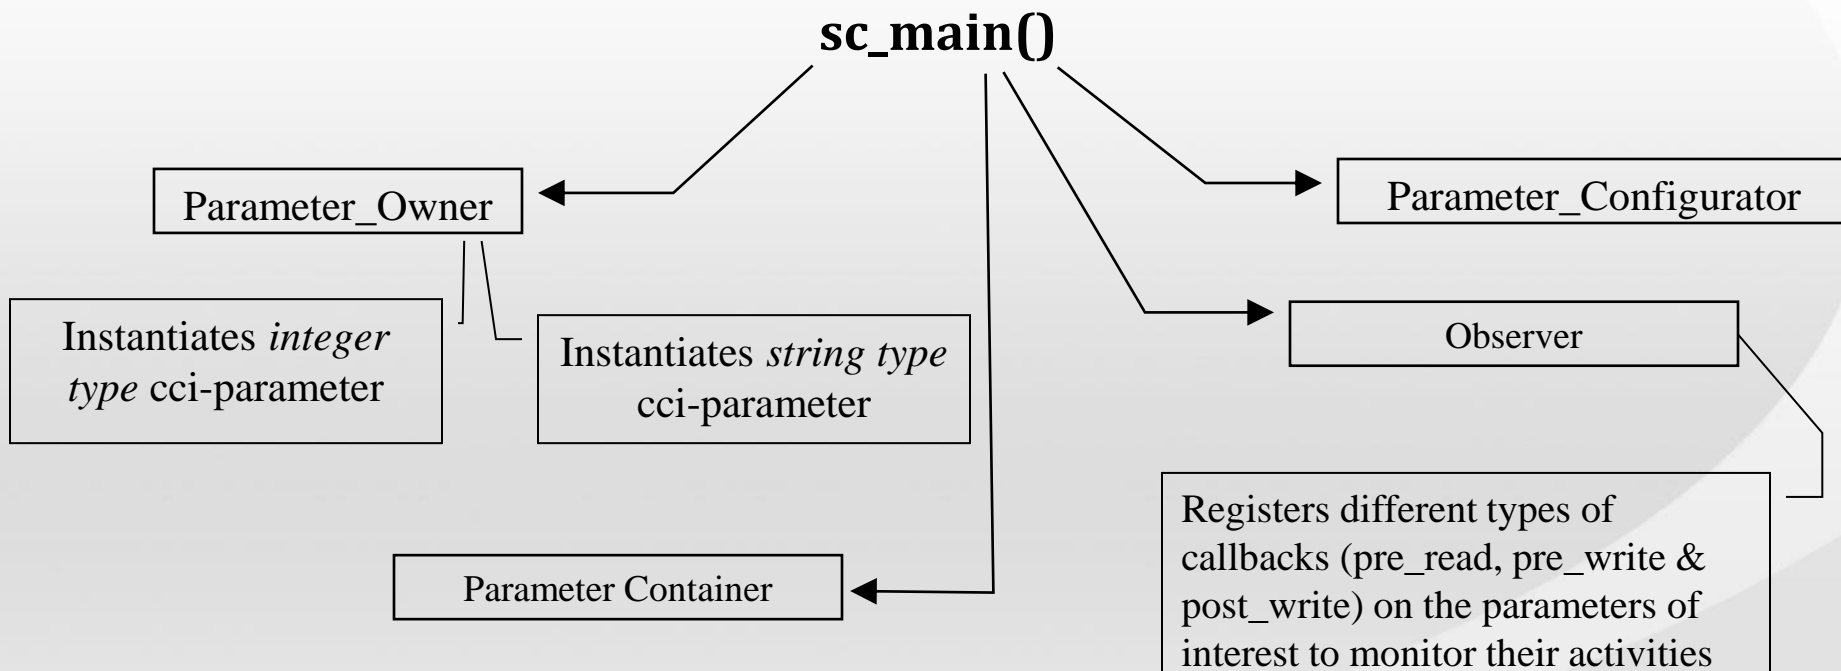 sc_main()
Parameter_Owner
Parameter_Configurator
Instantiates integer
type cci-parameter
Instantiates string type
cci-parameter
Observer
Parameter Container
Registers different types of
callbacks (pre_read, pre_write &
post_write) on the parameters of
interest to monitor their activities